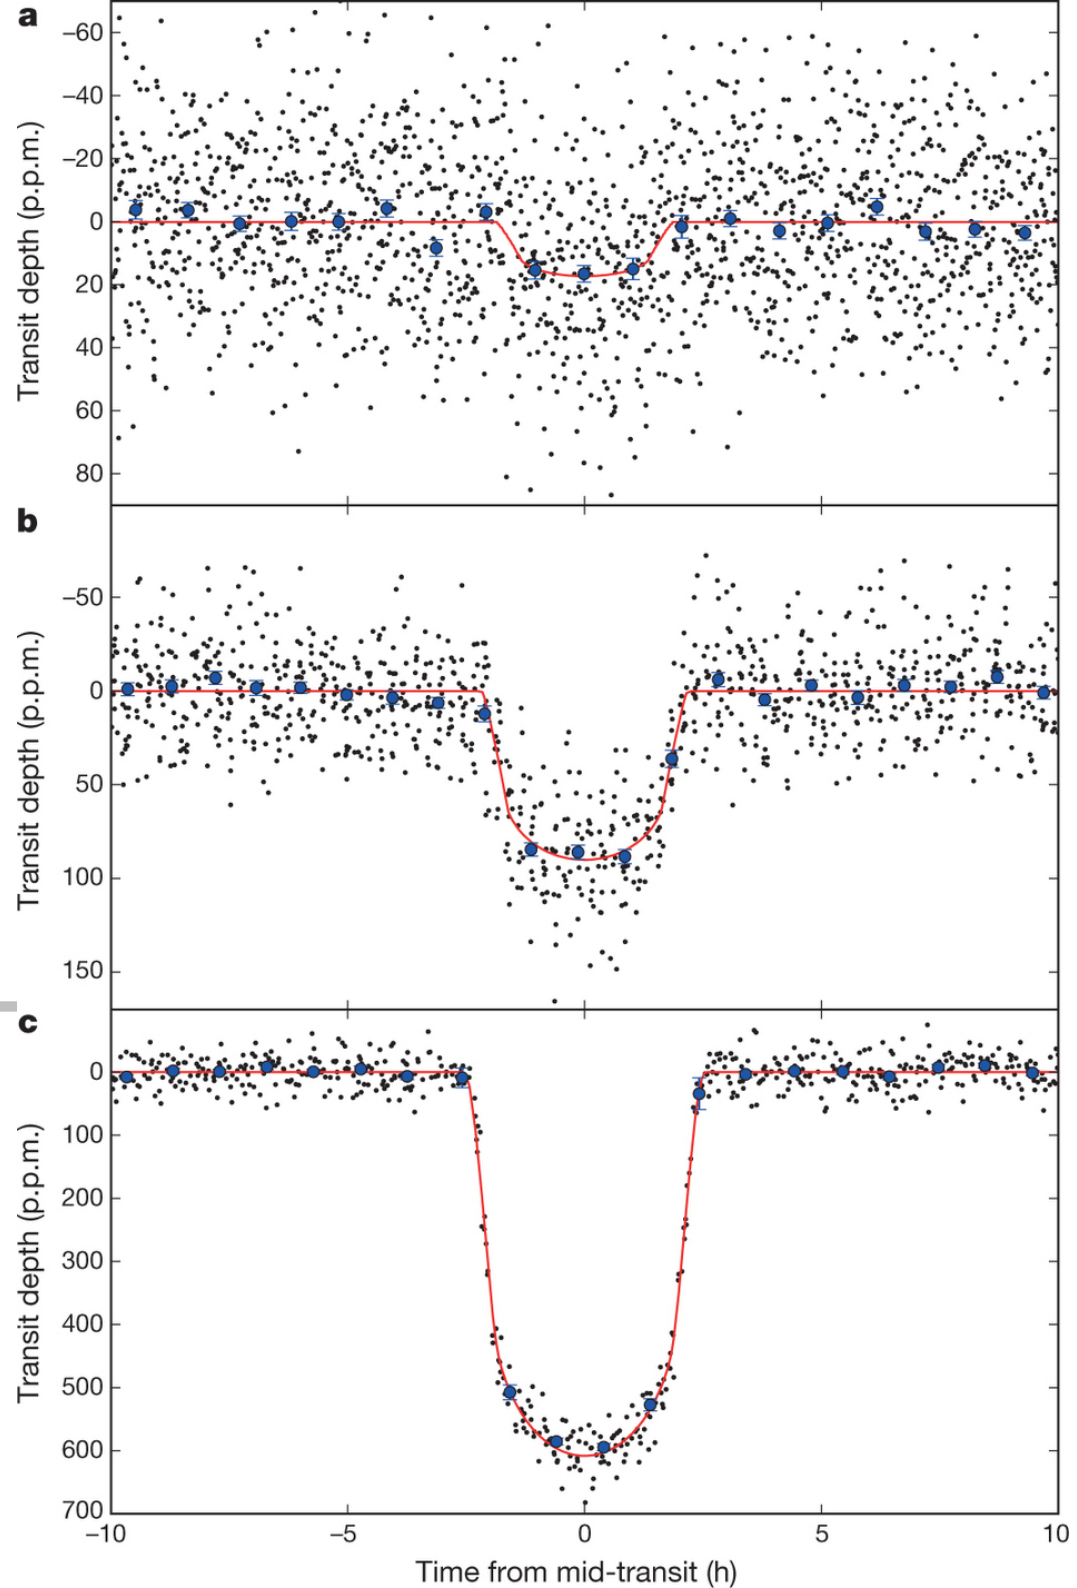 a
−60
−40
−20
0
20
40
60
80
Transit depth (p.p.m.)
b
−50
0
50
100
150
Transit depth (p.p.m.)
c
0
100
200
300
400
500
600
700
Transit depth (p.p.m.)
−10 −5 0 5 10
Time from mid-transit (h)